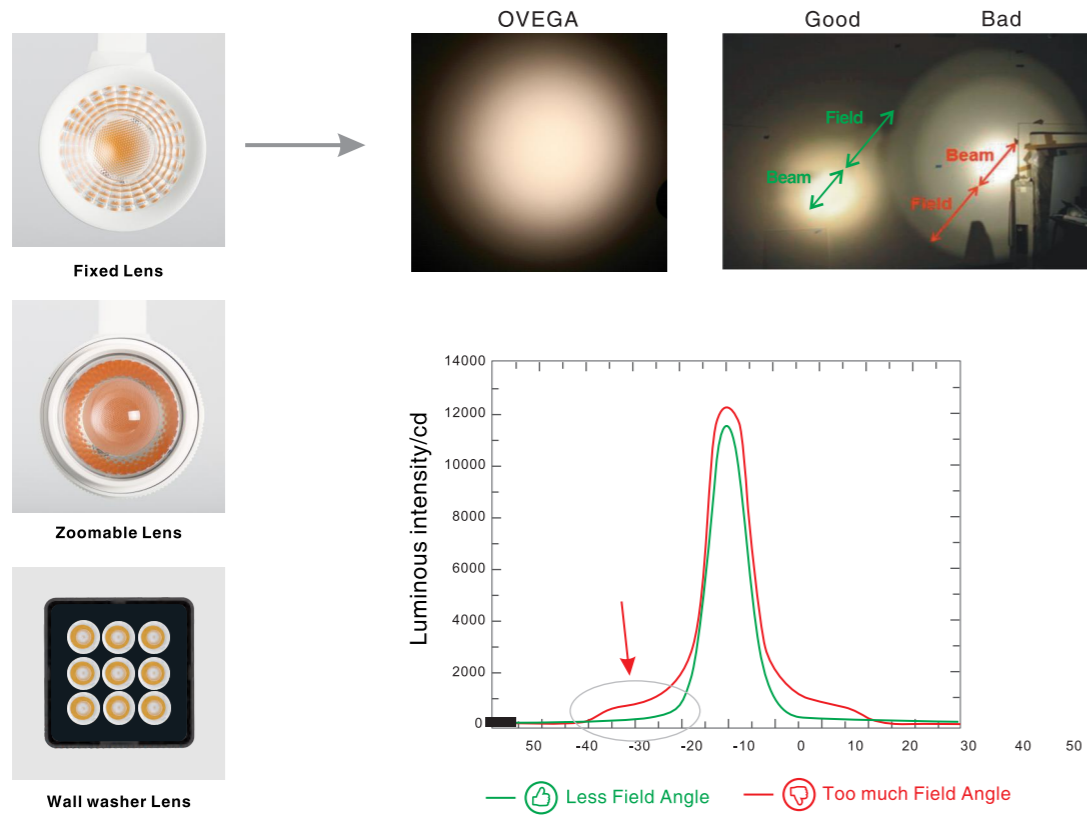 OVEGA
Good
Bad
Field
Beam
Beam
Field
Fixed Lens
Zoomable Lens
Wall washer Lens
Luminous intensity/cd
14000
12000
10000
8000
6000
4000
2000
0
50 -40 -30 -20 -10 0 10 20 30 40 50
Less Field Angle
Too much Field Angle